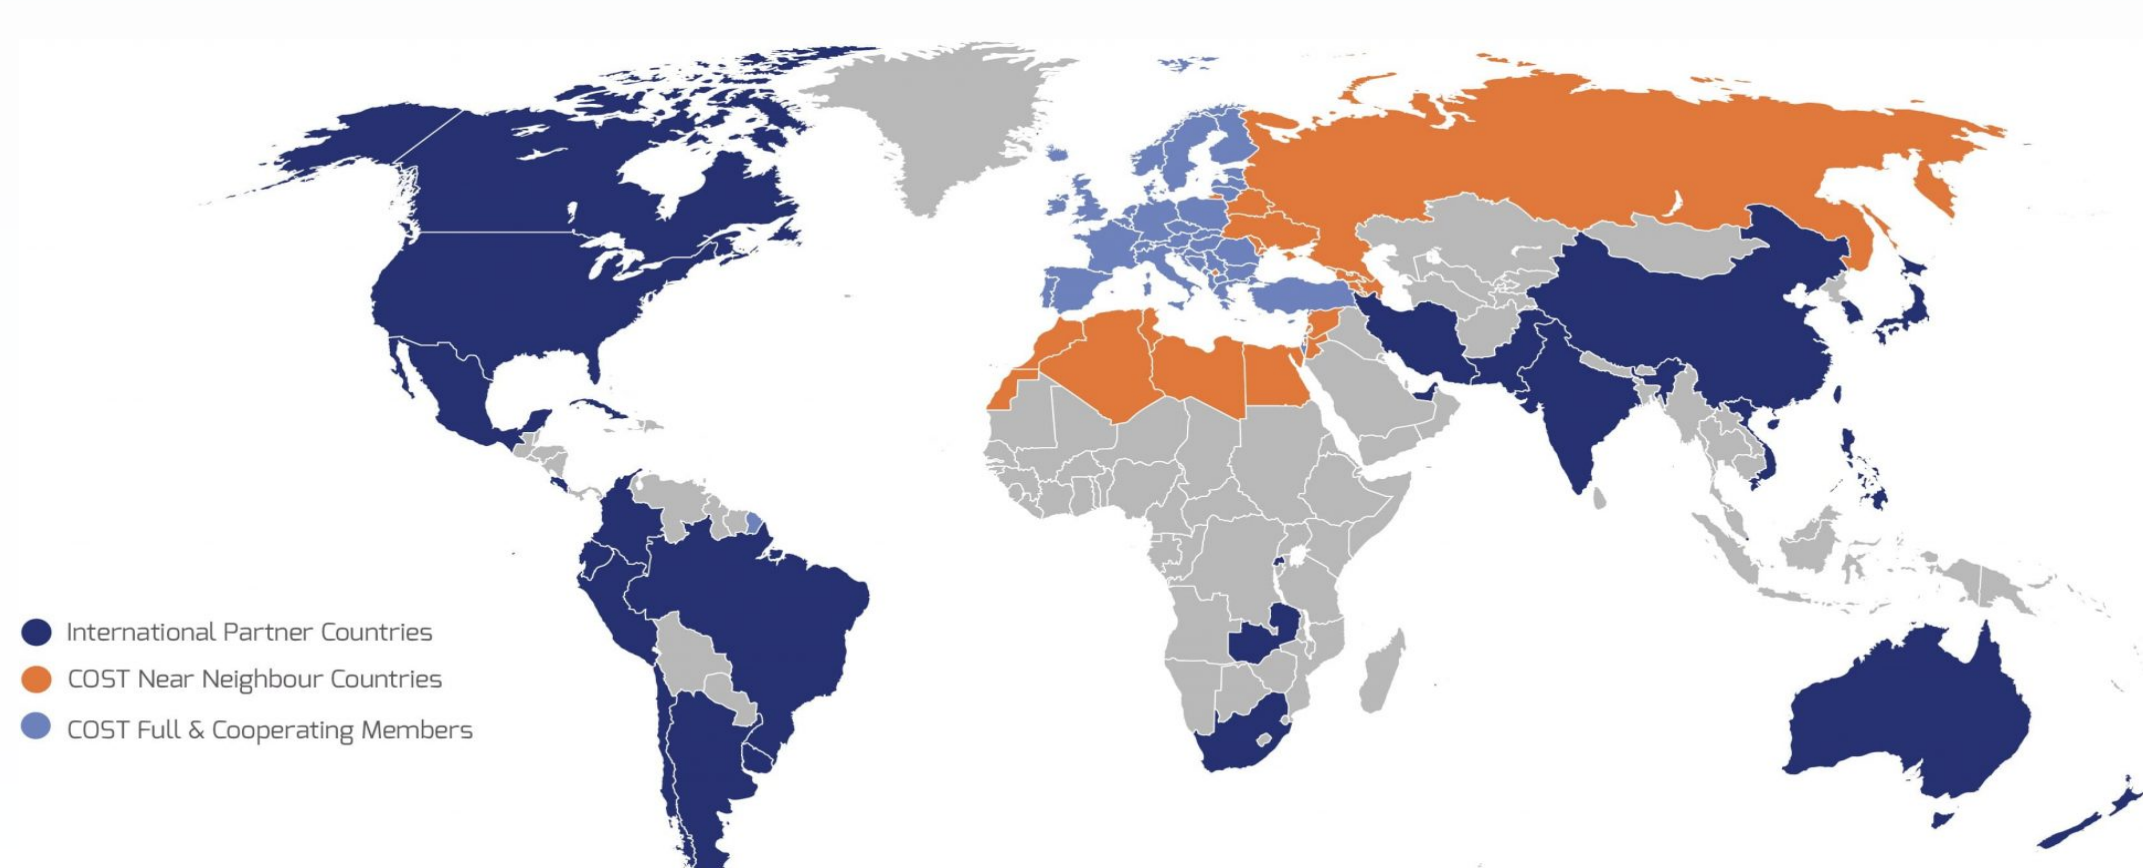 International Partner Countries
COST Near Neighbour Countries
COST Full & Cooperating Members